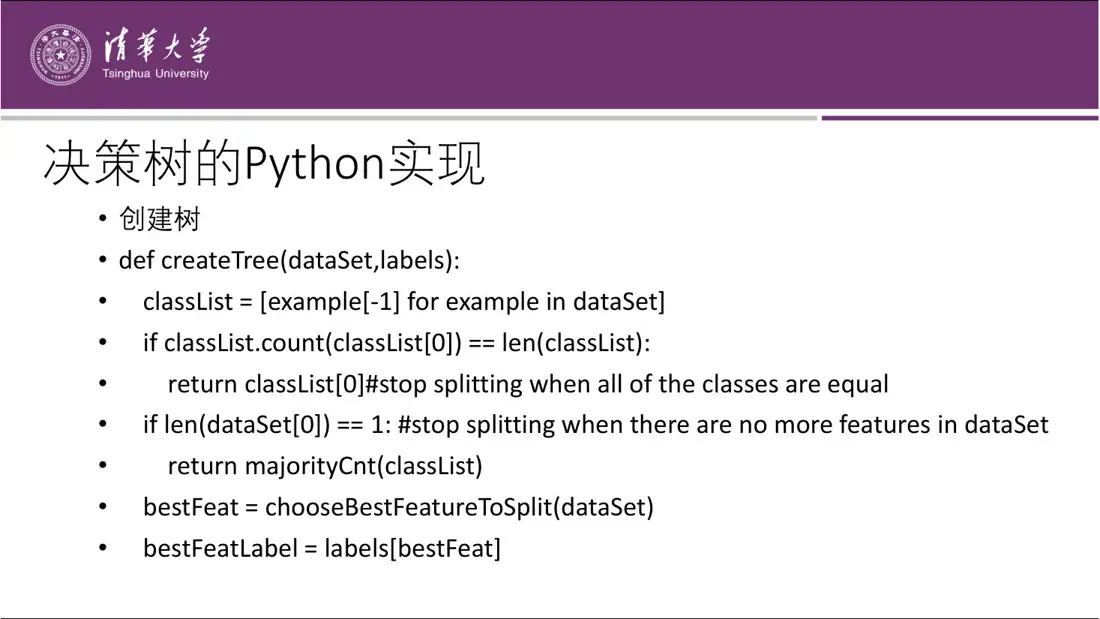 清华大学
Tsinghua University
决策树的Python实现
• 创建树
• def createTree(dataSet,labels):
• classList = [example[-1] for example in dataSet]
• if classList.count(classList[0]) == len(classList):
• return classList[0]#stop splitting when all of the classes are equal
• if len(dataSet[0]) == 1: #stop splitting when there are no more features in dataSet
• return majorityCnt(classList)
• bestFeat = chooseBestFeatureToSplit(dataSet)
• bestFeatLabel = labels[bestFeat]